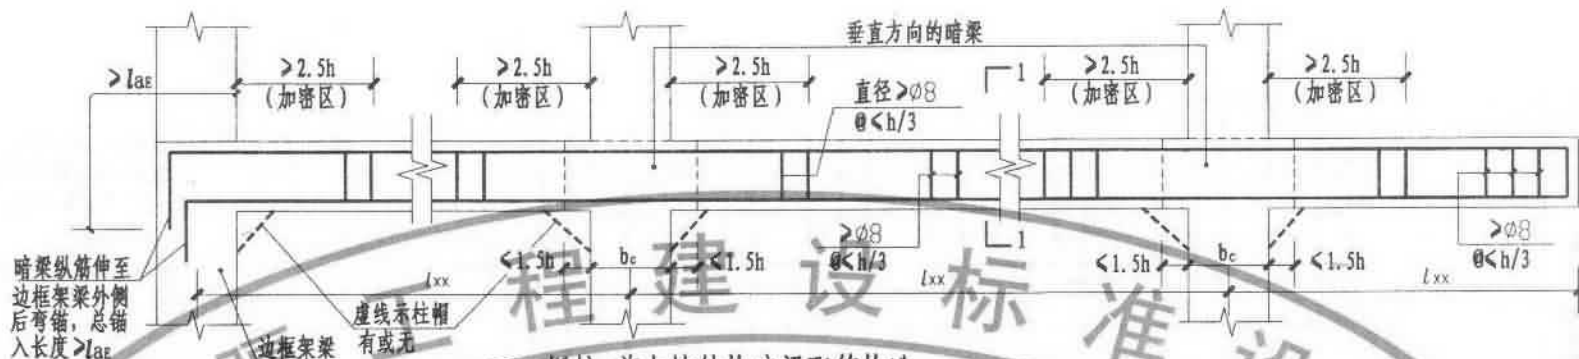 垂直方向的暗梁
≥2.5h
(加密区)
≥2.5h
(加密区)
≥2.5h
(加密区)
≥2.5h
(加密区)
≥2.5h
(加密区)
≥laE
直径≥Ø8
@≤h/3
1
1
≥Ø8
@≤h/3
≥Ø8
@≤h/3
≤1.5h
bc
≤1.5h
≤1.5h
bc
≤1.5h
lxx
lxx
lxx
暗梁纵筋伸至
边框架梁外侧
后弯锚，总锚
入长度≥laE
边框架梁
虚线示柱帽
有或无
工程建设标准设